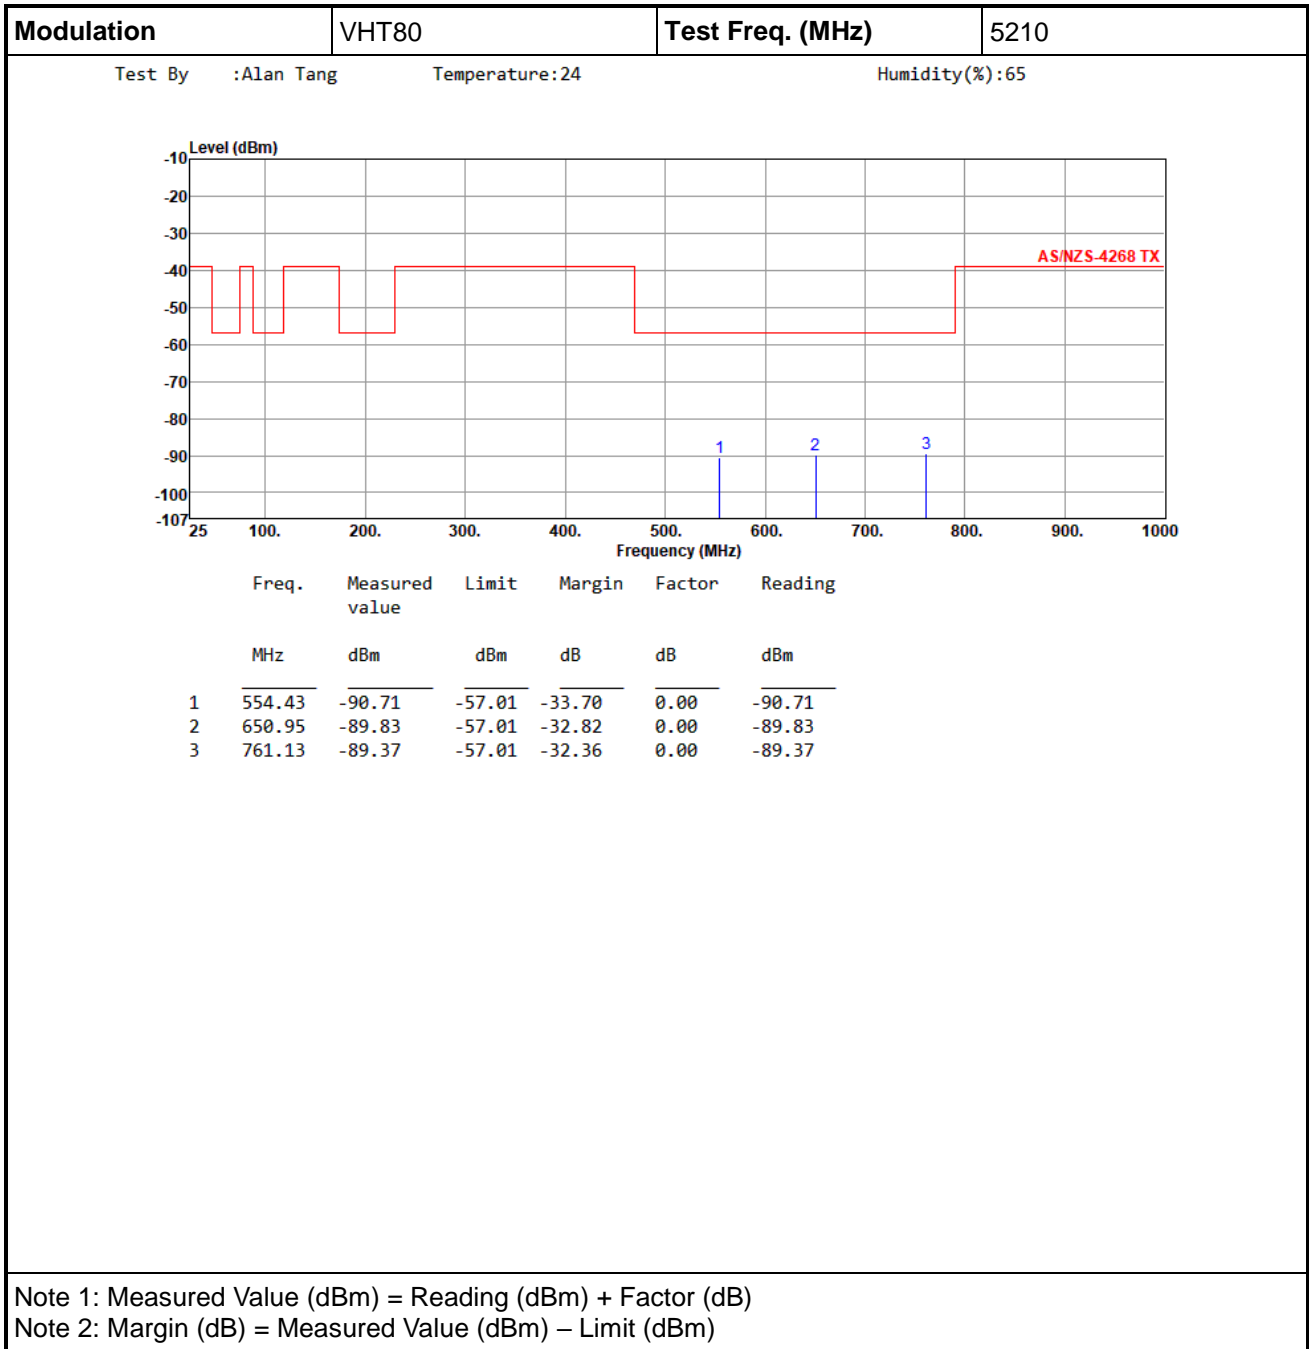 Modulation VHT80 Test Freq. (MHz) 5210
Test By :Alan Tang Temperature:24 Humidity(%):65
Level (dBm)
-10
-20
-30
AS/NZS-4268 TX
-40
-50
-60
-70
-80
1 2 3
-90
-100
-107
25 100. 200. 300. 400. 500. 600. 700. 800. 900. 1000
Frequency (MHz)
Freq. Measured Limit Margin Factor Reading
value
MHz dBm dBm dB dB dBm
1 554.43 -90.71 -57.01 -33.70 0.00 -90.71
2 650.95 -89.83 -57.01 -32.82 0.00 -89.83
3 761.13 -89.37 -57.01 -32.36 0.00 -89.37
Note 1: Measured Value (dBm) = Reading (dBm) + Factor (dB)
Note 2: Margin (dB) = Measured Value (dBm) – Limit (dBm)